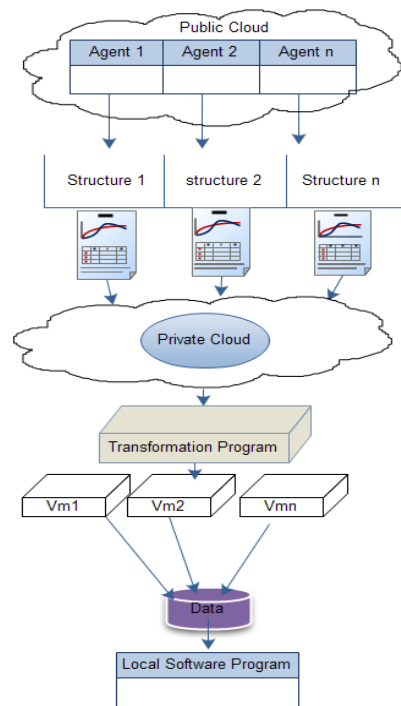 Public Cloud
Agent 1 Agent 2 Agent n
Structure 1 structure 2 Structure n
Private Cloud
Transformation Program
Vm1 Vm2 Vmn
Data
Local Software Program